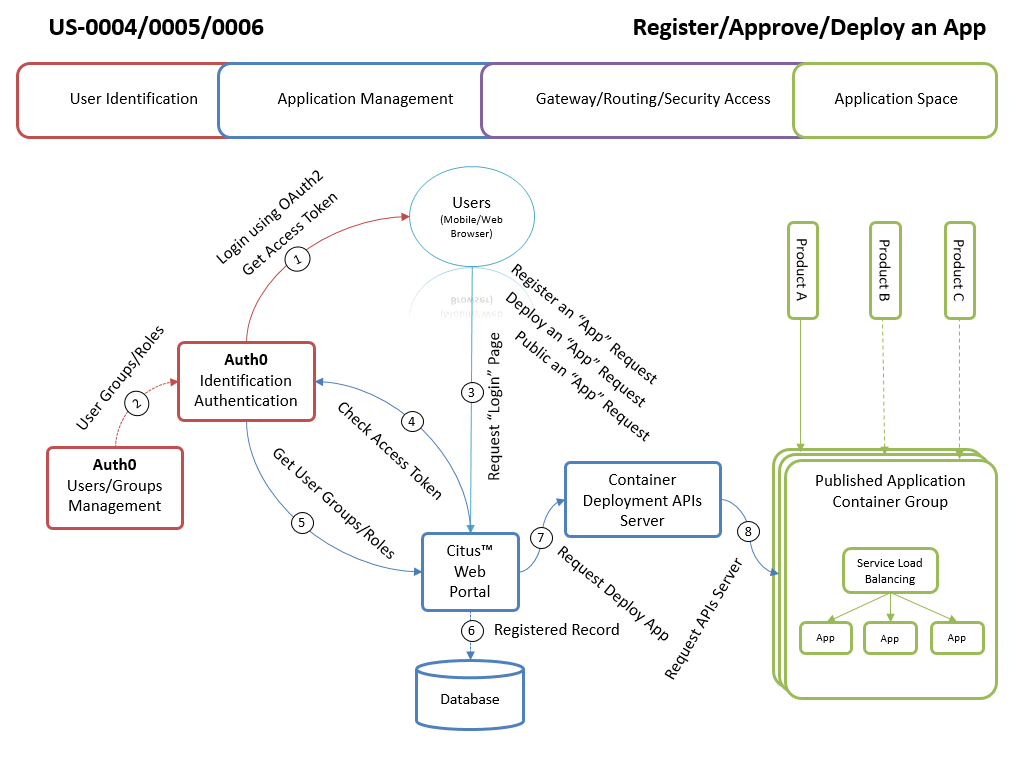 US-0004/0005/0006
Register/Approve/Deploy an App
User Identification
Application Management
Gateway/Routing/Security Access
Application Space
Login using OAuth2
Get Access Token
1
Users
(Mobile/Web
Browser)
Browser)
(Mobile/Web
Register an “App” Request
Deploy an “App” Request
Public an “App” Request
Product A
Product B
Product C
User Groups/Roles
2
Auth0
Identification
Authentication
3
Request “Login” Page
4
Check Access Token
Auth0
Users/Groups
Management
Get User Groups/Roles
5
Citus™
Web
Portal
Container
Deployment APIs
Server
7
Request Deploy App
8
Request APIs Server
6
Registered Record
Database
Published Application
Container Group
Service Load
Balancing
App
App
App